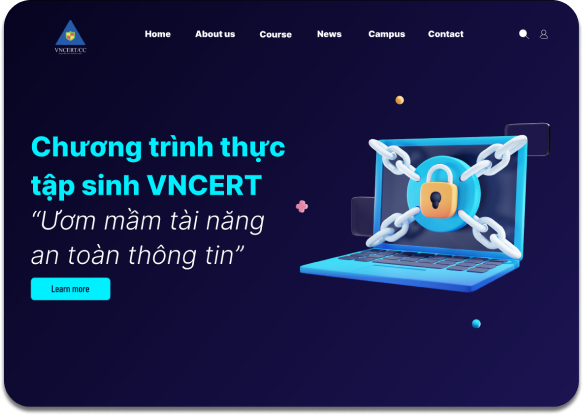 VNCERT/CC
Home
About us
Course
News
Campus
Contact
Chương trình thực
tập sinh VNCERT
“Ươm mầm tài năng
an toàn thông tin”
Learn more